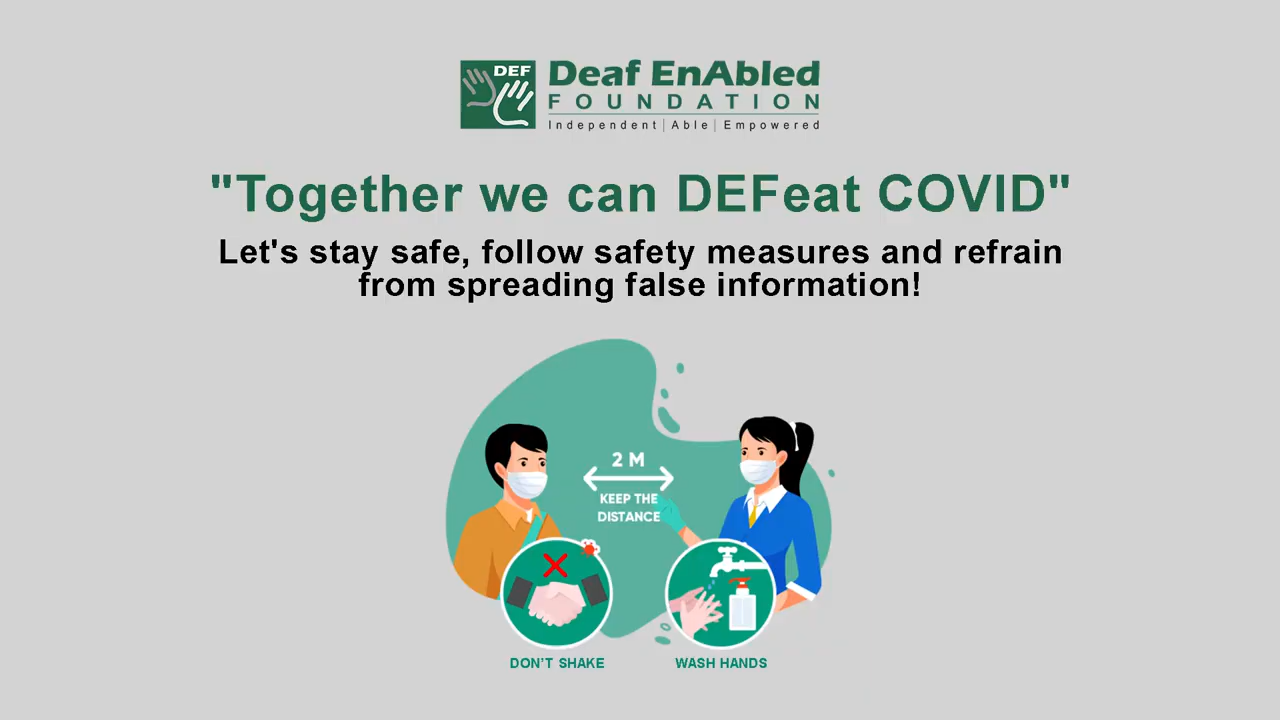 DEF
Deaf EnAbled
FOUNDATION
Independent | Able | Empowered
"Together we can DEFeat COVID"
Let's stay safe, follow safety measures and refrain
from spreading false information!
2 M
KEEP THE
DISTANCE
DON'T SHAKE
WASH HANDS